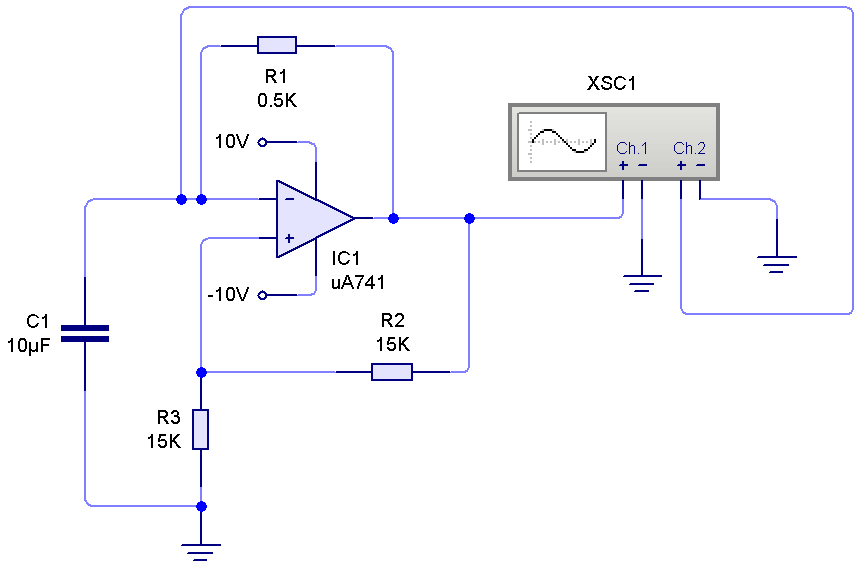 R1
0.5K
XSC1
10V
Ch.1
Ch.2
+ −
+ −
−
+
IC1
uA741
-10V
C1
10µF
R2
15K
R3
15K